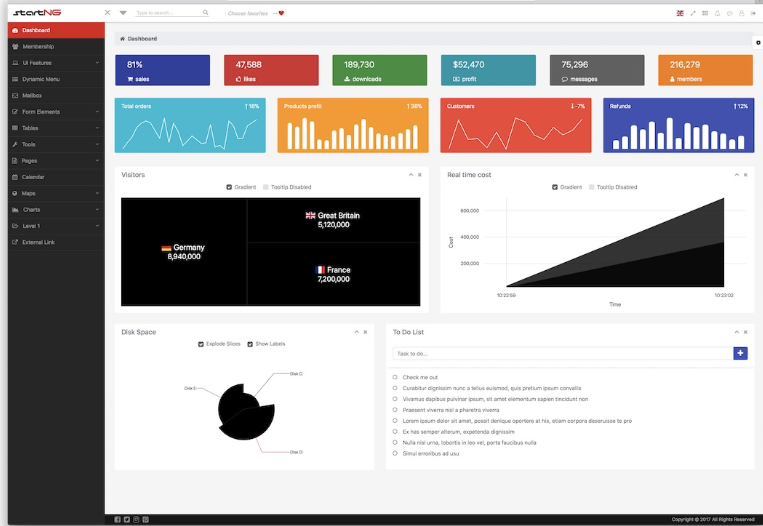 startNG
Type to search...
Choose favorites
Dashboard
Membership
UI Features
Dynamic Menu
Mailbox
Form Elements
Tables
Tools
Pages
Calendar
Maps
Charts
Level 1
External Link
Dashboard
81%
sales
47,588
likes
189,730
downloads
$52,470
profit
75,296
messages
216,279
members
Total orders
18%
Products profit
38%
Customers
-7%
Refunds
12%
Visitors
Gradient
Tooltip Disabled
Germany
8,940,000
Great Britain
5,120,000
France
7,200,000
Real time cost
Gradient
Tooltip Disabled
Cost
600,000
400,000
200,000
10:22:59
10:23:02
Time
Disk Space
Explode Slices
Show Labels
To Do List
Task to do...
Check me out
Curabitur dignissim nunc a tellus euismod, quis pretium ipsum convallis
Vivamus dapibus pulvinar ipsum, sit amet elementum sapien tincidunt non
Praesent viverra nisl a pharetra viverra
Lorem ipsum dolor sit amet, possit denique oportere at his, etiam corpora deseruisse te pro
Ex has semper alterum, expetenda dignissim
Nulla nisl urna, lobortis in leo vel, porta faucibus nulla
Simul erroribus ad usu
Copyright © 2017 All Rights Reserved